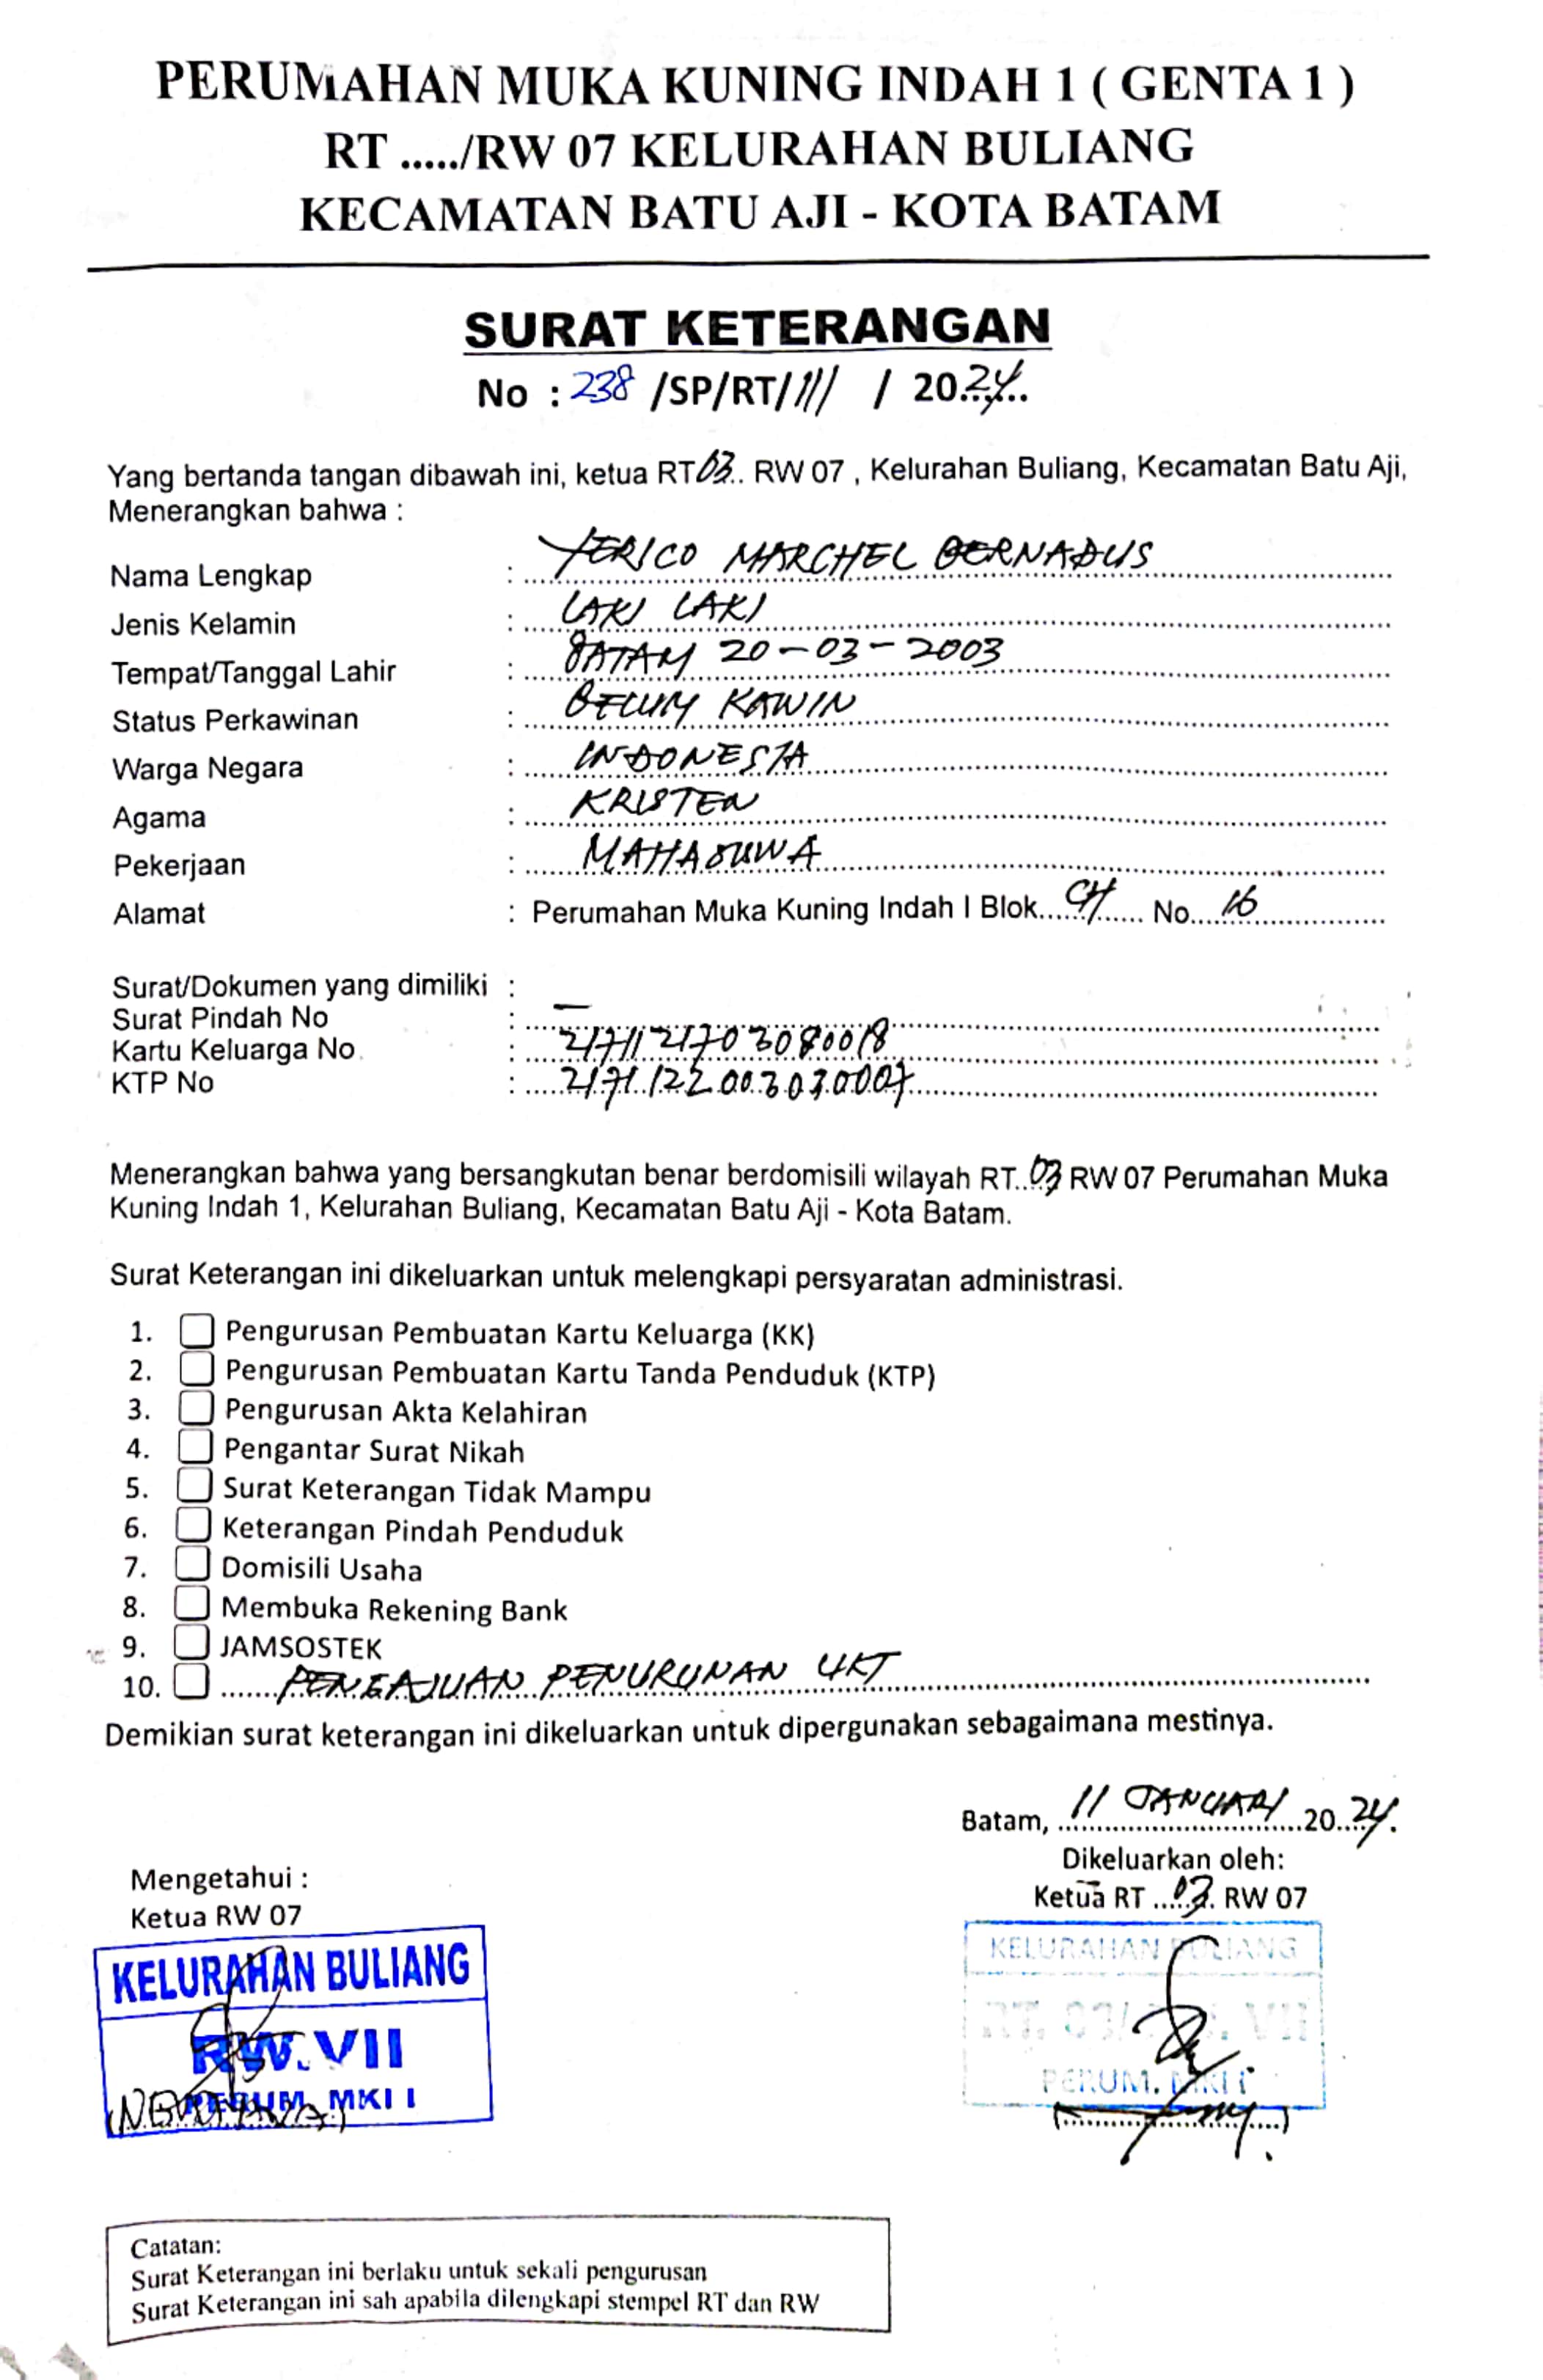 PERUMAHAN MUKA KUNING INDAH 1 ( GENTA 1 )
RT ...../RW 07 KELURAHAN BULIANG
KECAMATAN BATU AJI - KOTA BATAM
SURAT KETERANGAN
No : 238 /SP/RT/III / 2024
Yang bertanda tangan dibawah ini, ketua RT 03 RW 07 , Kelurahan Buliang, Kecamatan Batu Aji,
Menerangkan bahwa :
Nama Lengkap : YERICO MARCHEL BERNADUS
Jenis Kelamin : LAKI LAKI
Tempat/Tanggal Lahir : BATAM 20-03-2003
Status Perkawinan : BELUM KAWIN
Warga Negara : INDONESIA
Agama : KRISTEN
Pekerjaan : MAHASISWA
Alamat : Perumahan Muka Kuning Indah I Blok CH No 16
Surat/Dokumen yang dimiliki :
Surat Pindah No : —
Kartu Keluarga No : 2171121703080018
KTP No : 2171122003030007
Menerangkan bahwa yang bersangkutan benar berdomisili wilayah RT 03 RW 07 Perumahan Muka
Kuning Indah 1, Kelurahan Buliang, Kecamatan Batu Aji - Kota Batam.
Surat Keterangan ini dikeluarkan untuk melengkapi persyaratan administrasi.
1. Pengurusan Pembuatan Kartu Keluarga (KK)
2. Pengurusan Pembuatan Kartu Tanda Penduduk (KTP)
3. Pengurusan Akta Kelahiran
4. Pengantar Surat Nikah
5. Surat Keterangan Tidak Mampu
6. Keterangan Pindah Penduduk
7. Domisili Usaha
8. Membuka Rekening Bank
9. JAMSOSTEK
10. PENGAJUAN PENURUNAN UKT
Demikian surat keterangan ini dikeluarkan untuk dipergunakan sebagaimana mestinya.
Batam, 11 JANUARI 2024.
Dikeluarkan oleh:
Ketua RT 03 RW 07
Mengetahui :
Ketua RW 07
KELURAHAN BULIANG
RW. VII
PERUM. MKI I
KELURAHAN BULIANG
RT. 03/RW. VII
PERUM. MKI I
Catatan:
Surat Keterangan ini berlaku untuk sekali pengurusan
Surat Keterangan ini sah apabila dilengkapi stempel RT dan RW